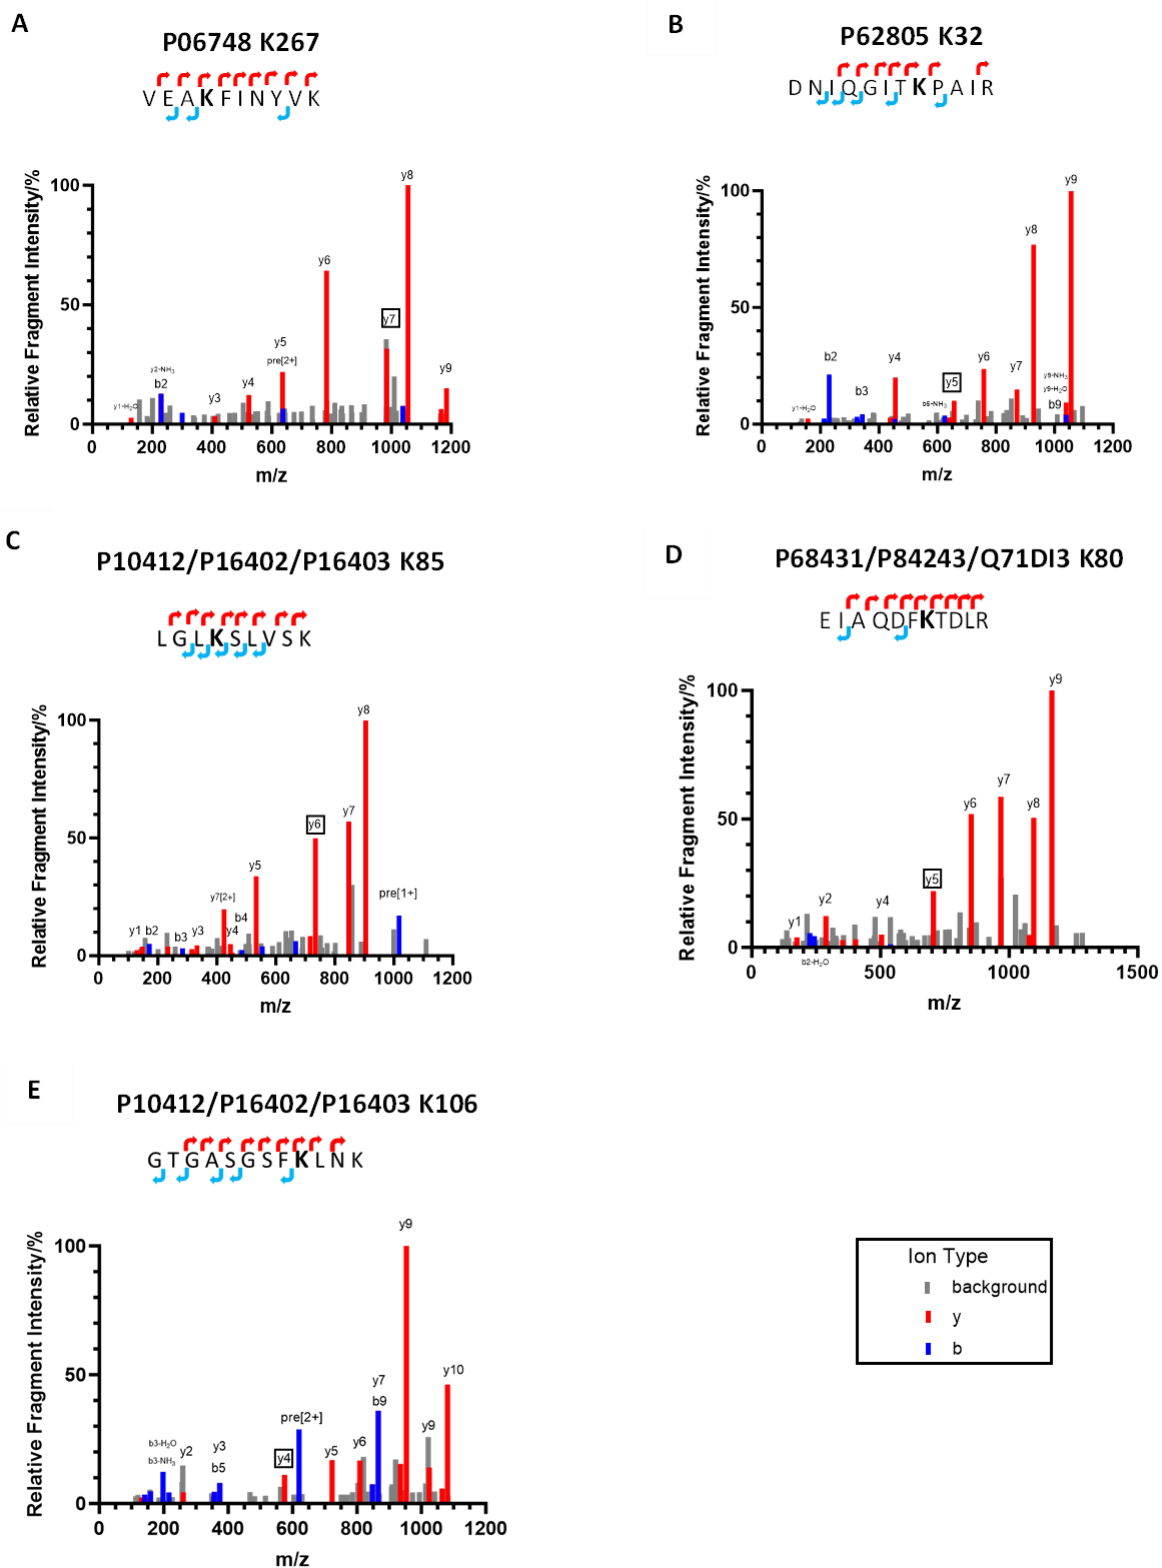 A
P06748 K267
V E A K F I N Y V K
Relative Fragment Intensity/%
100
50
0
y1-H₂O
y2-NH₃
b2
y3
y4
y5
pre[2+]
y6
y7
y8
y9
0 200 400 600 800 1000 1200
m/z
B
P62805 K32
D N I Q G I T K P A I R
Relative Fragment Intensity/%
100
50
0
y1-H₂O
b2
b3
y4
b6-NH₃
y5
y6
y7
y8
y9-NH₃
y9-H₂O
b9
y9
0 200 400 600 800 1000 1200
m/z
C
P10412/P16402/P16403 K85
L G L K S L V S K
Relative Fragment Intensity/%
100
50
0
y1 b2
b3
y3
y7[2+]
y4
b4
y5
y6
y7
y8
pre[1+]
0 200 400 600 800 1000 1200
m/z
D
P68431/P84243/Q71DI3 K80
E I A Q D F K T D L R
Relative Fragment Intensity/%
100
50
0
y1
b2-H₂O
y2
y4
y5
y6
y7
y8
y9
0 500 1000 1500
m/z
E
P10412/P16402/P16403 K106
G T G A S G S F K L N K
Relative Fragment Intensity/%
100
50
0
b3-H₂O
b3-NH₃
y2
y3
b5
y4
pre[2+]
y5
y6
y7
b9
y9
y9
y10
0 200 400 600 800 1000 1200
m/z
Ion Type
background
y
b